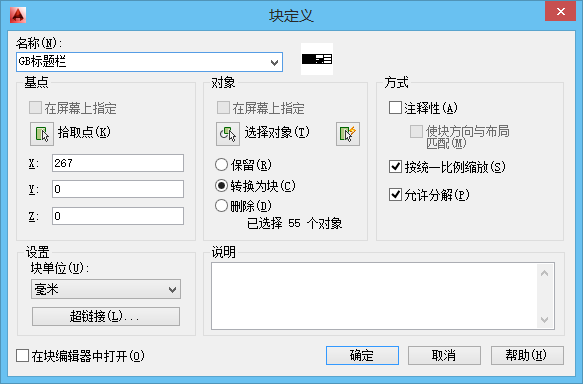 块定义
名称(N):
GB标题栏
基点
在屏幕上指定
拾取点(K)
X: 267
Y: 0
Z: 0
对象
在屏幕上指定
选择对象(T)
保留(R)
转换为块(C)
删除(D)
已选择 55 个对象
方式
注释性(A)
使块方向与布局
匹配(M)
按统一比例缩放(S)
允许分解(P)
设置
块单位(U):
毫米
超链接(L)...
说明
在块编辑器中打开(O)
确定 取消 帮助(H)